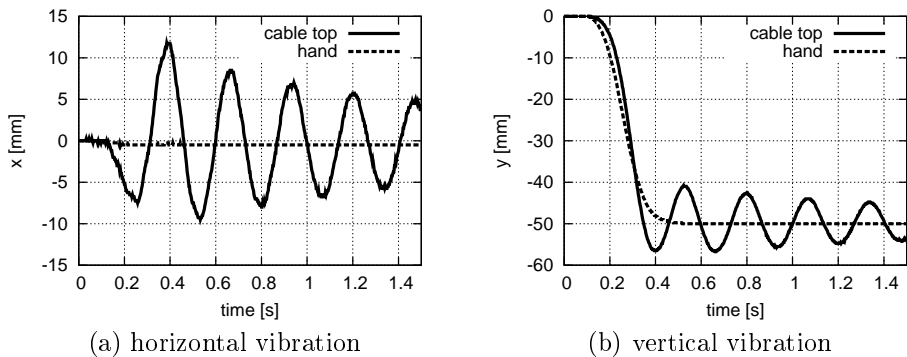 15
10
5
0
-5
-10
-15
x [mm]
cable top
hand
0 0.2 0.4 0.6 0.8 1 1.2 1.4
time [s]
(a) horizontal vibration
0
-10
-20
-30
-40
-50
-60
y [mm]
cable top
hand
0 0.2 0.4 0.6 0.8 1 1.2 1.4
time [s]
(b) vertical vibration